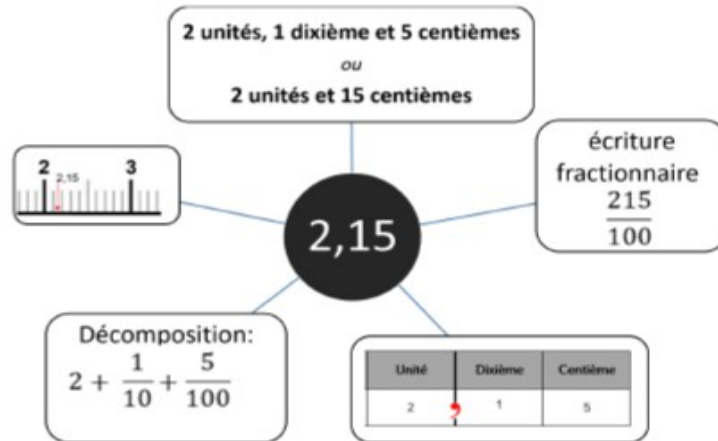 2 unités, 1 dixième et 5 centièmes
ou
2 unités et 15 centièmes
2 3
2,15
écriture
fractionnaire
215
100
2,15
Décomposition:
2 + 1/10 + 5/100
Unité Dixième Centième
2 , 1 5